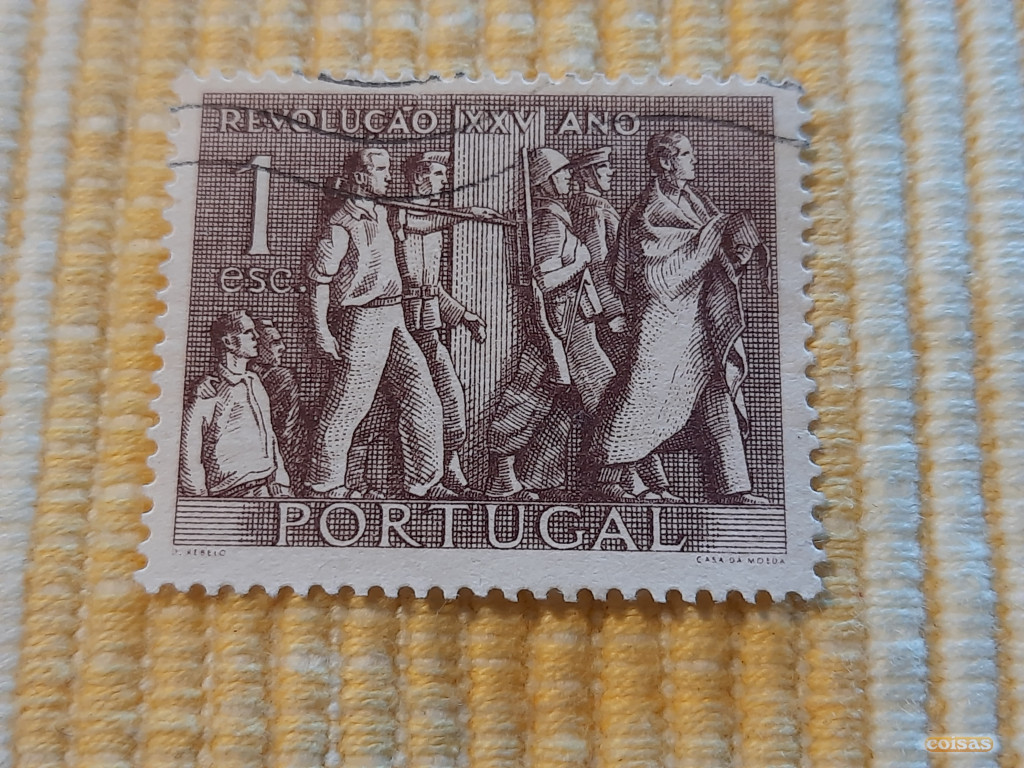 REVOLUÇÃO XXV ANO
1
esc.
PORTUGAL
CASA DA MOEDA
coisas